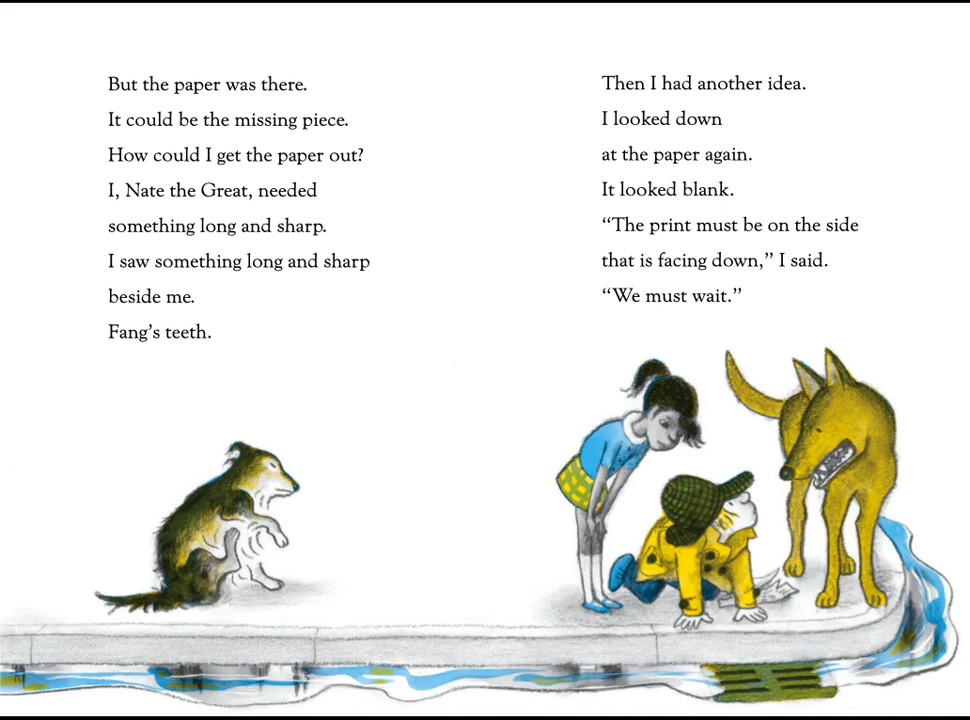 But the paper was there.
It could be the missing piece.
How could I get the paper out?
I, Nate the Great, needed
something long and sharp.
I saw something long and sharp
beside me.
Fang’s teeth.
Then I had another idea.
I looked down
at the paper again.
It looked blank.
“The print must be on the side
that is facing down,” I said.
“We must wait.”